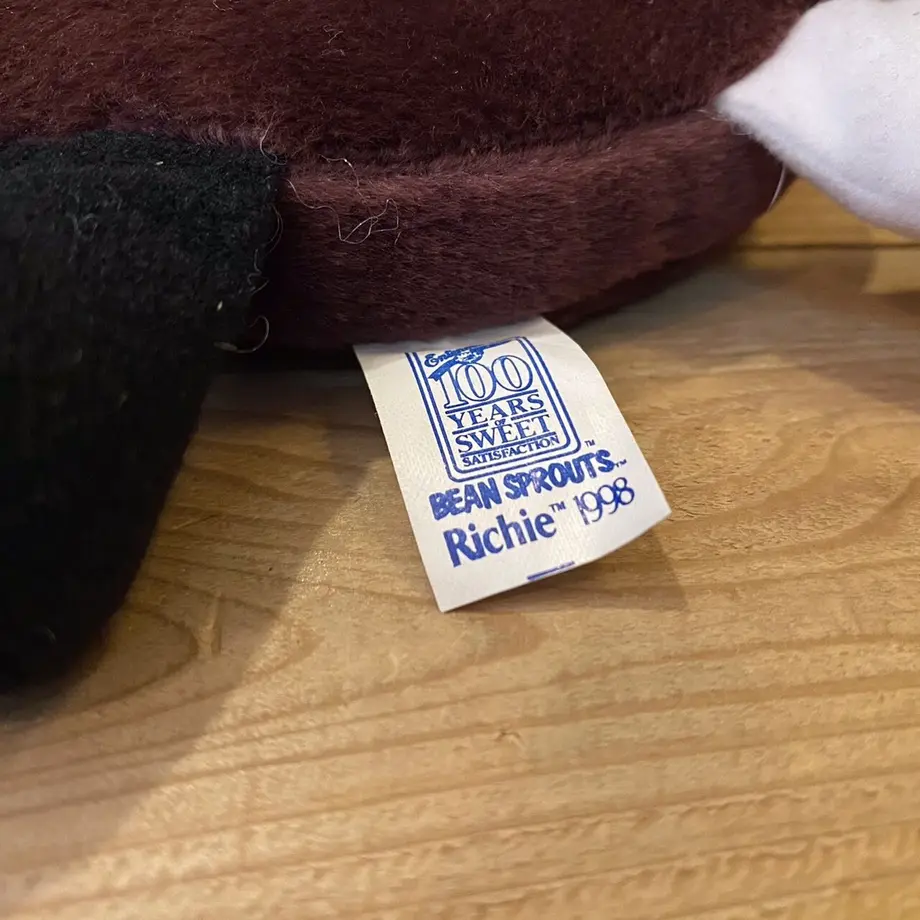 100
YEARS
OF
SWEET
SATISFACTION™
BEAN SPROUTS™
Richie™ 1998